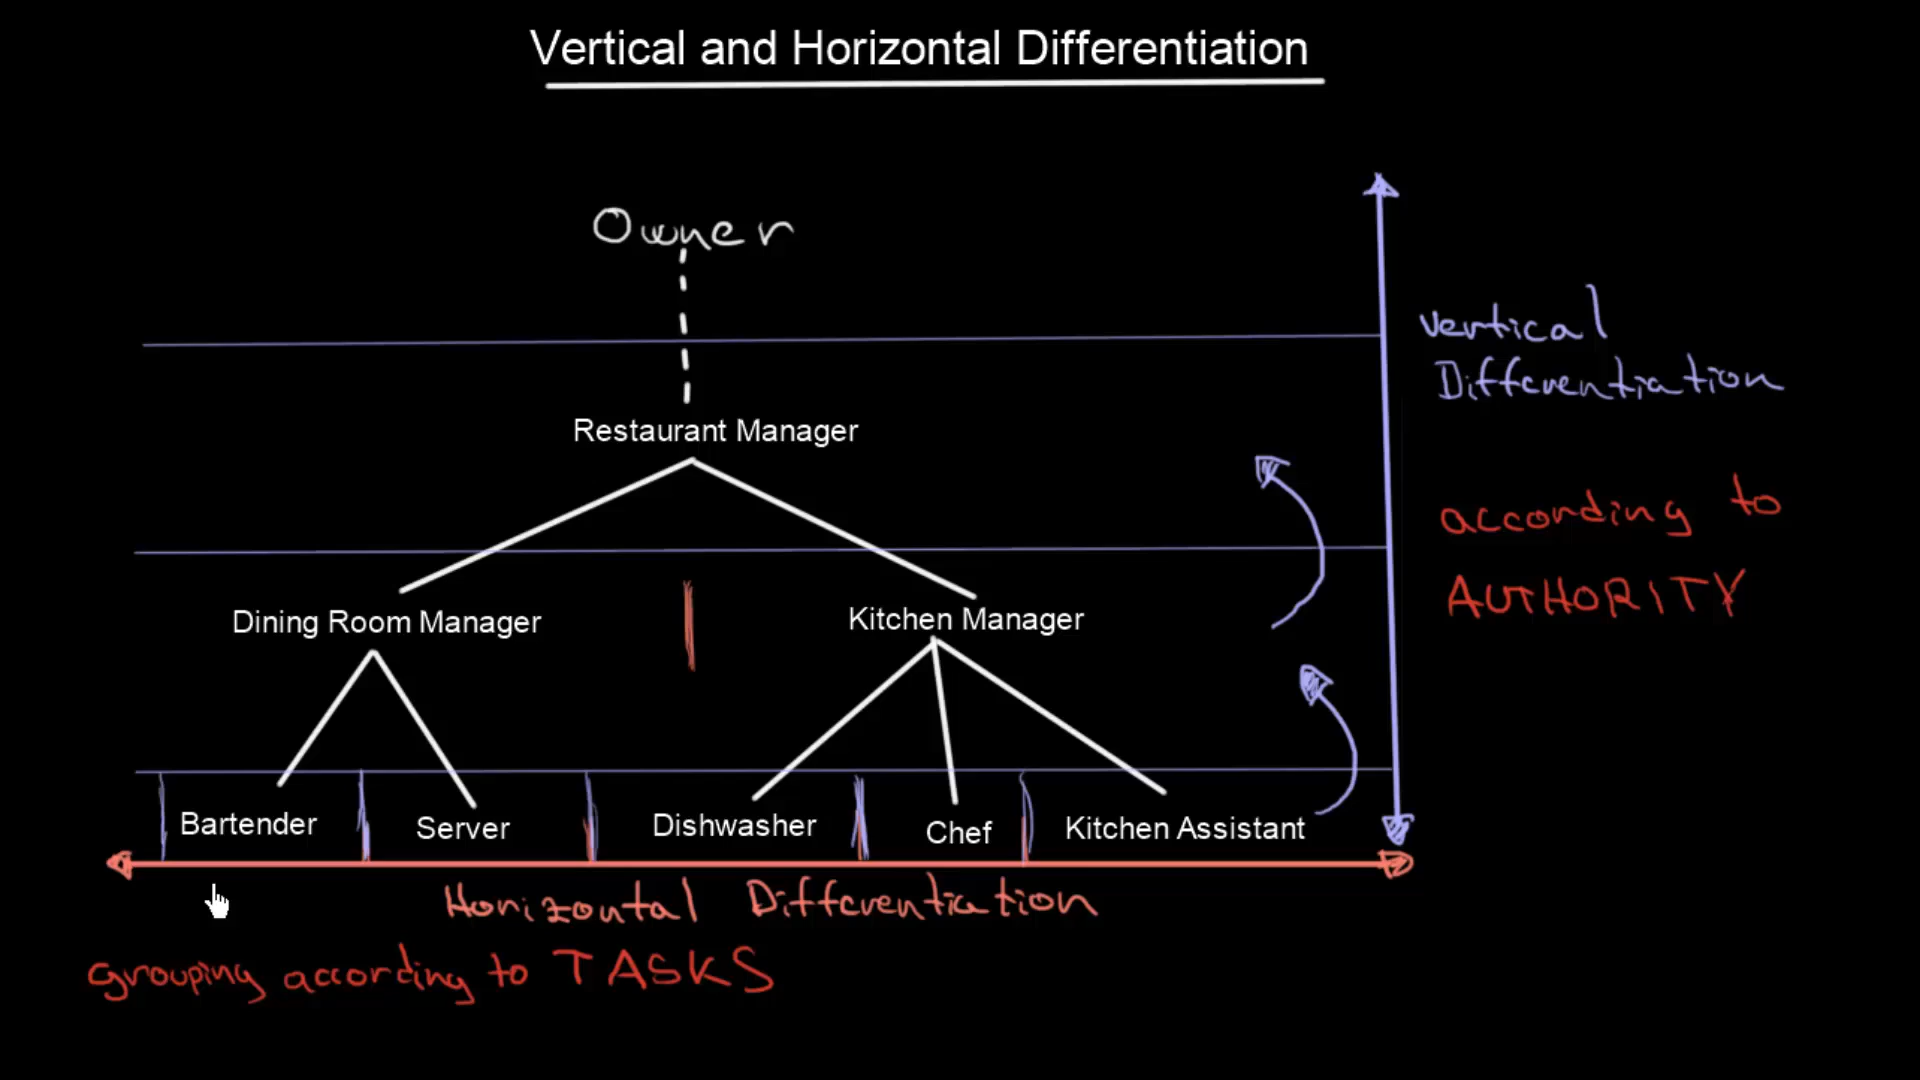 Vertical and Horizontal Differentiation
Owner
vertical
Differentiation
Restaurant Manager
according to
AUTHORITY
Dining Room Manager
Kitchen Manager
Bartender
Server
Dishwasher
Chef
Kitchen Assistant
Horizontal Differentiation
grouping according to TASKS